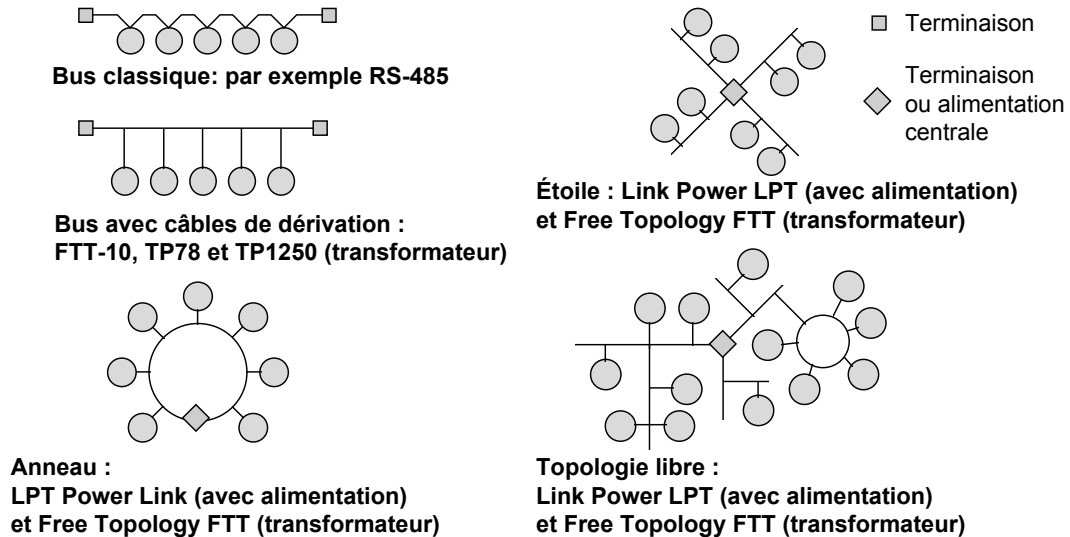 Bus classique: par exemple RS-485
Bus avec câbles de dérivation :
FTT-10, TP78 et TP1250 (transformateur)
Anneau :
LPT Power Link (avec alimentation)
et Free Topology FTT (transformateur)
Terminaison
Terminaison
ou alimentation
centrale
Étoile : Link Power LPT (avec alimentation)
et Free Topology FTT (transformateur)
Topologie libre :
Link Power LPT (avec alimentation)
et Free Topology FTT (transformateur)